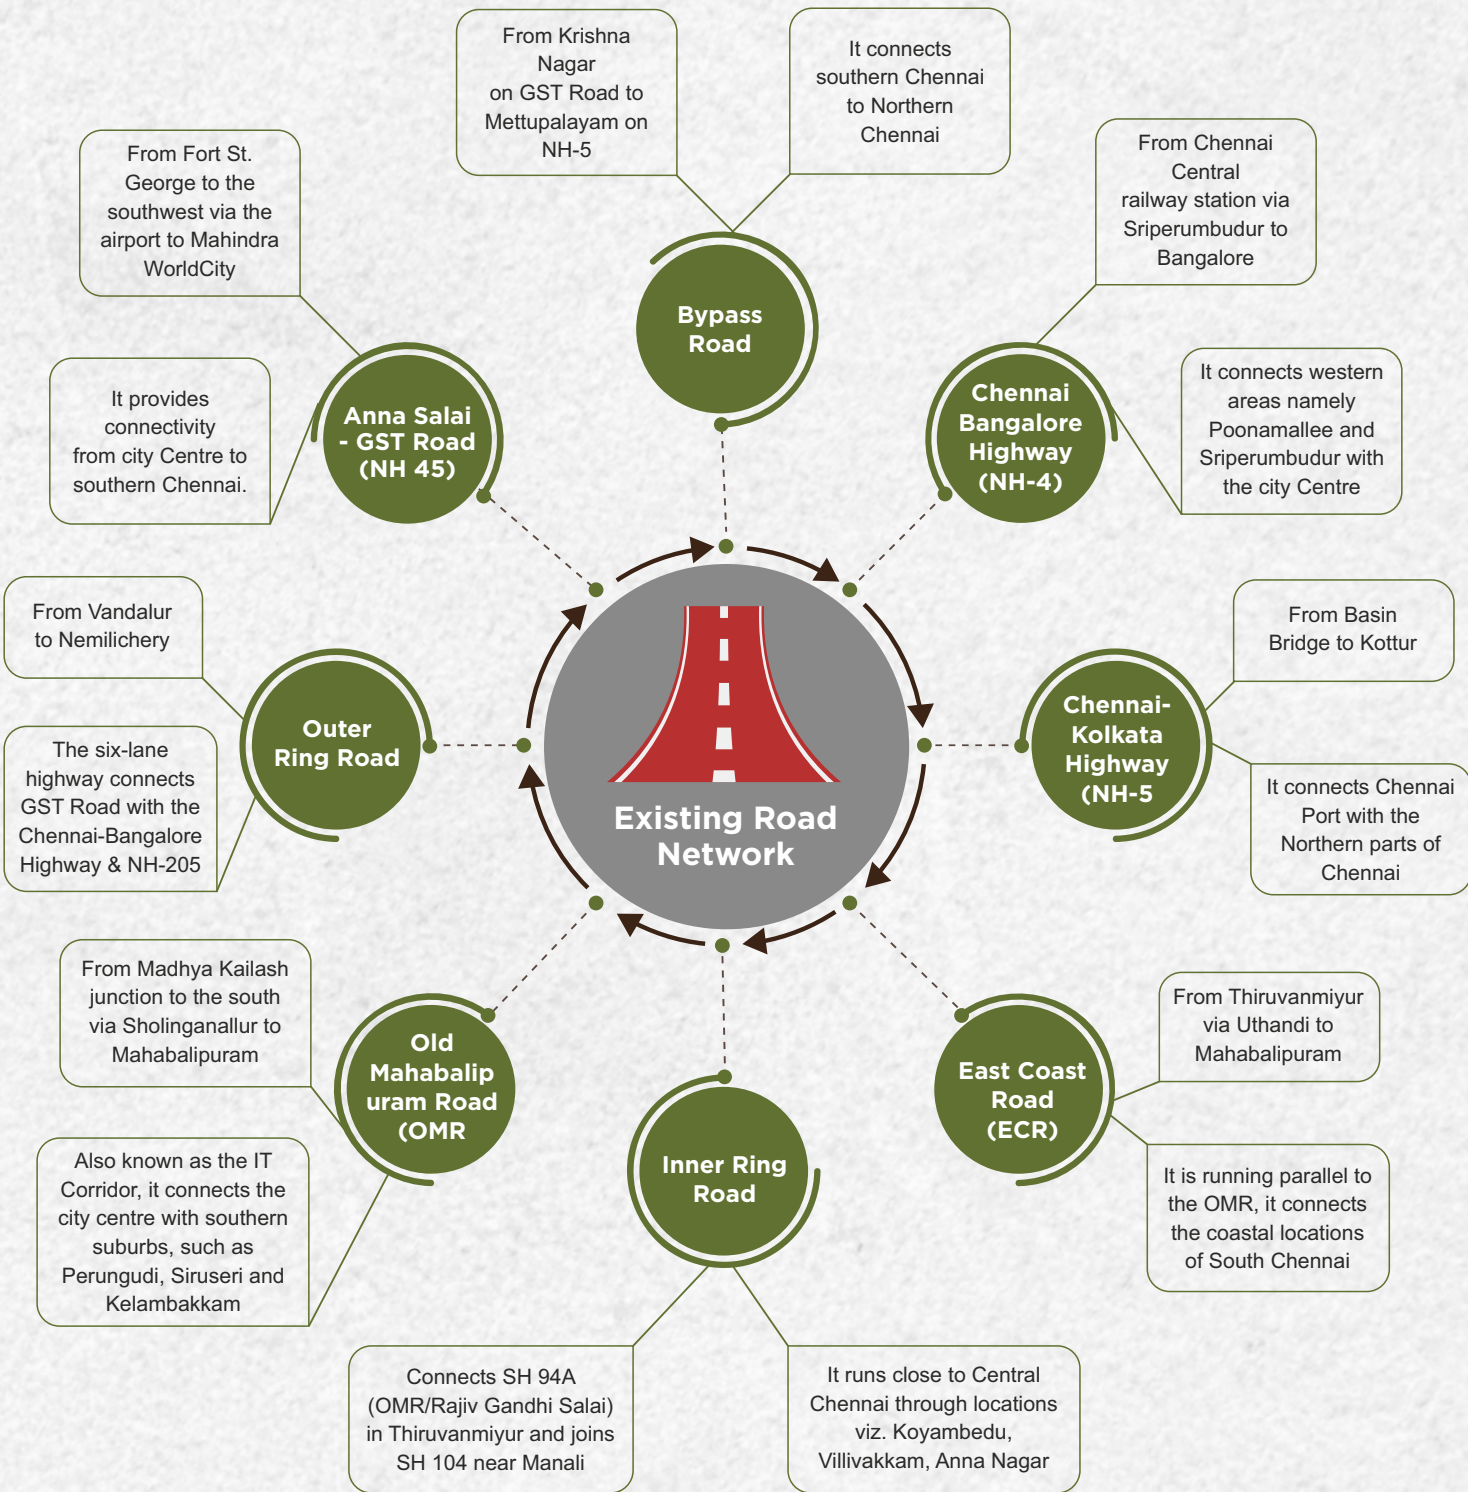 From Krishna
Nagar
on GST Road to
Mettupalayam on
NH-5
It connects
southern Chennai
to Northern
Chennai
Bypass
Road
From Chennai
Central
railway station via
Sriperumbudur to
Bangalore
It connects western
areas namely
Poonamallee and
Sriperumbudur with
the city Centre
Chennai
Bangalore
Highway
(NH-4)
From Basin
Bridge to Kottur
It connects Chennai
Port with the
Northern parts of
Chennai
Chennai-
Kolkata
Highway
(NH-5
From Thiruvanmiyur
via Uthandi to
Mahabalipuram
It is running parallel to
the OMR, it connects
the coastal locations
of South Chennai
East Coast
Road
(ECR)
Inner Ring
Road
Connects SH 94A
(OMR/Rajiv Gandhi Salai)
in Thiruvanmiyur and joins
SH 104 near Manali
It runs close to Central
Chennai through locations
viz. Koyambedu,
Villivakkam, Anna Nagar
From Madhya Kailash
junction to the south
via Sholinganallur to
Mahabalipuram
Also known as the IT
Corridor, it connects the
city centre with southern
suburbs, such as
Perungudi, Siruseri and
Kelambakkam
Old
Mahabalip
uram Road
(OMR
From Vandalur
to Nemilichery
The six-lane
highway connects
GST Road with the
Chennai-Bangalore
Highway & NH-205
Outer
Ring Road
From Fort St.
George to the
southwest via the
airport to Mahindra
WorldCity
It provides
connectivity
from city Centre to
southern Chennai.
Anna Salai
- GST Road
(NH 45)
Existing Road
Network